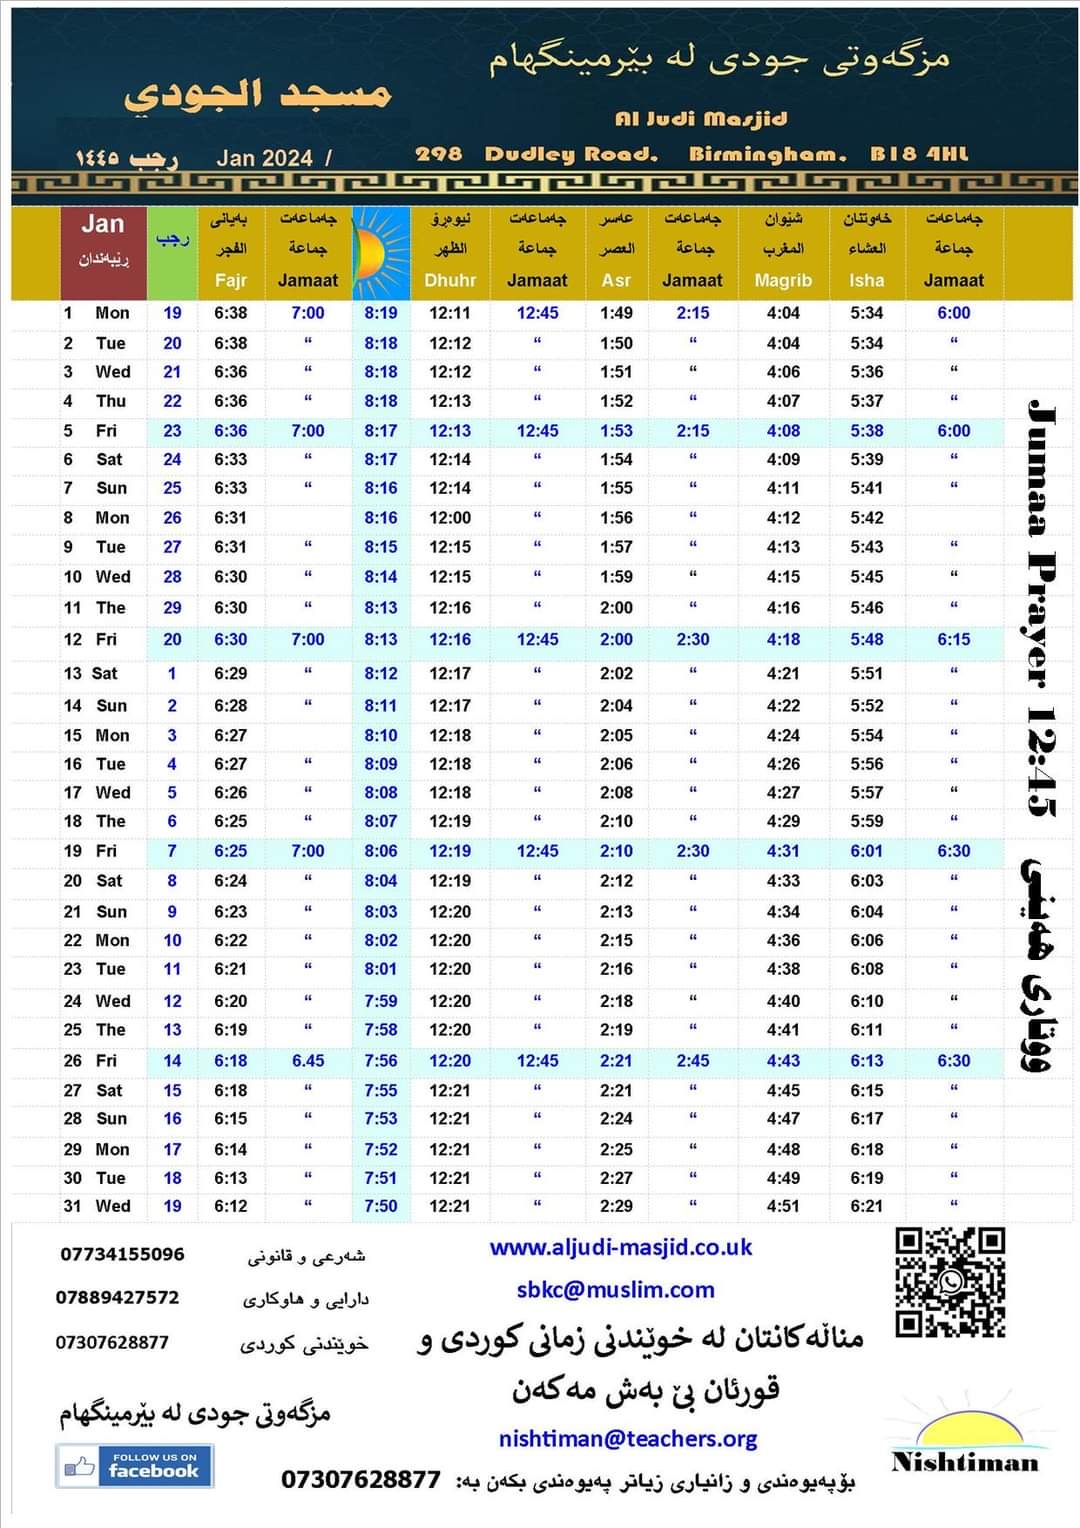 مزگەوتی جودی لە بێرمینگهام
مسجد الجودي
Al Judi Masjid
298 Dudley Road, Birmingham, B18 4HL
رجب ١٤٤٥ Jan 2024 /
Jan رجب بەیانی جەماعەت نیوەڕۆ جەماعەت عەسر جەماعەت شێوان خەوتنان جەماعەت
ڕێبەندان الفجر جماعة الظهر جماعة العصر جماعة المغرب العشاء جماعة
Fajr Jamaat Dhuhr Jamaat Asr Jamaat Magrib Isha Jamaat
1 Mon 19 6:38 7:00 8:19 12:11 12:45 1:49 2:15 4:04 5:34 6:00
2 Tue 20 6:38 “ 8:18 12:12 “ 1:50 “ 4:04 5:34 “
3 Wed 21 6:36 “ 8:18 12:12 “ 1:51 “ 4:06 5:36 “
4 Thu 22 6:36 “ 8:18 12:13 “ 1:52 “ 4:07 5:37 “
5 Fri 23 6:36 7:00 8:17 12:13 12:45 1:53 2:15 4:08 5:38 6:00
6 Sat 24 6:33 “ 8:17 12:14 “ 1:54 “ 4:09 5:39 “
7 Sun 25 6:33 “ 8:16 12:14 “ 1:55 “ 4:11 5:41 “
8 Mon 26 6:31 8:16 12:00 “ 1:56 “ 4:12 5:42
9 Tue 27 6:31 “ 8:15 12:15 “ 1:57 “ 4:13 5:43 “
10 Wed 28 6:30 “ 8:14 12:15 “ 1:59 “ 4:15 5:45 “
11 The 29 6:30 “ 8:13 12:16 “ 2:00 “ 4:16 5:46 “
12 Fri 20 6:30 7:00 8:13 12:16 12:45 2:00 2:30 4:18 5:48 6:15
13 Sat 1 6:29 “ 8:12 12:17 “ 2:02 “ 4:21 5:51 “
14 Sun 2 6:28 “ 8:11 12:17 “ 2:04 “ 4:22 5:52 “
15 Mon 3 6:27 8:10 12:18 “ 2:05 “ 4:24 5:54 “
16 Tue 4 6:27 “ 8:09 12:18 “ 2:06 “ 4:26 5:56 “
17 Wed 5 6:26 “ 8:08 12:18 “ 2:08 “ 4:27 5:57 “
18 The 6 6:25 “ 8:07 12:19 “ 2:10 “ 4:29 5:59 “
19 Fri 7 6:25 7:00 8:06 12:19 12:45 2:10 2:30 4:31 6:01 6:30
20 Sat 8 6:24 “ 8:04 12:19 “ 2:12 “ 4:33 6:03 “
21 Sun 9 6:23 “ 8:03 12:20 “ 2:13 “ 4:34 6:04 “
22 Mon 10 6:22 “ 8:02 12:20 “ 2:15 “ 4:36 6:06 “
23 Tue 11 6:21 “ 8:01 12:20 “ 2:16 “ 4:38 6:08 “
24 Wed 12 6:20 “ 7:59 12:20 “ 2:18 “ 4:40 6:10 “
25 The 13 6:19 “ 7:58 12:20 “ 2:19 “ 4:41 6:11 “
26 Fri 14 6:18 6.45 7:56 12:20 12:45 2:21 2:45 4:43 6:13 6:30
27 Sat 15 6:18 “ 7:55 12:21 “ 2:21 “ 4:45 6:15 “
28 Sun 16 6:15 “ 7:53 12:21 “ 2:24 “ 4:47 6:17 “
29 Mon 17 6:14 “ 7:52 12:21 “ 2:25 “ 4:48 6:18 “
30 Tue 18 6:13 “ 7:51 12:21 “ 2:27 “ 4:49 6:19 “
31 Wed 19 6:12 “ 7:50 12:21 “ 2:29 “ 4:51 6:21 “
Jumaa Prayer 12:45
ووتاری هەینی
شەرعی و قانونی 07734155096
دارایی و هاوکاری 07889427572
خوێندنی کوردی 07307628877
www.aljudi-masjid.co.uk
sbkc@muslim.com
مناڵەکانتان لە خوێندنی زمانی کوردی و
قورئان بێ بەش مەکەن
nishtiman@teachers.org
مزگەوتی جودی لە بێرمینگهام
FOLLOW US ON
facebook
بۆپەیوەندی و زانیاری زیاتر پەیوەندی بکەن بە: 07307628877
Nishtiman